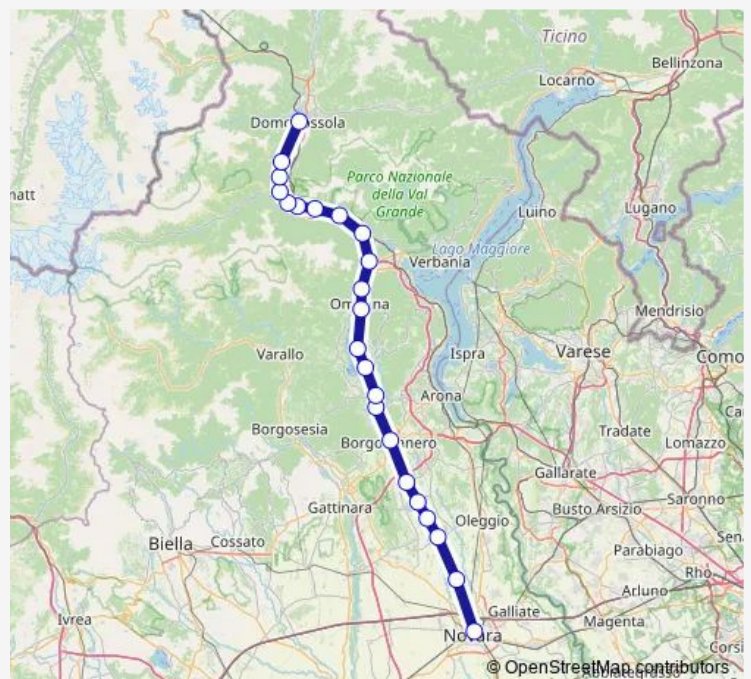 Ticino
Bellinzona
Locarno
Parco Nazionale
della Val
Grande
Luino
Lugano
Lago Maggiore
Verbania
Mendrisio
Varallo
Ispra
Varese
Como
Arona
Borgosesia
Tradate
Lomazzo
Gallarate
Gattinara
Saronno
Busto Arsizio
Oleggio
Biella
Cossato
Parabiago
Rho
Arluno
Galliate
Ivrea
Magenta
© OpenStreetMap contributors